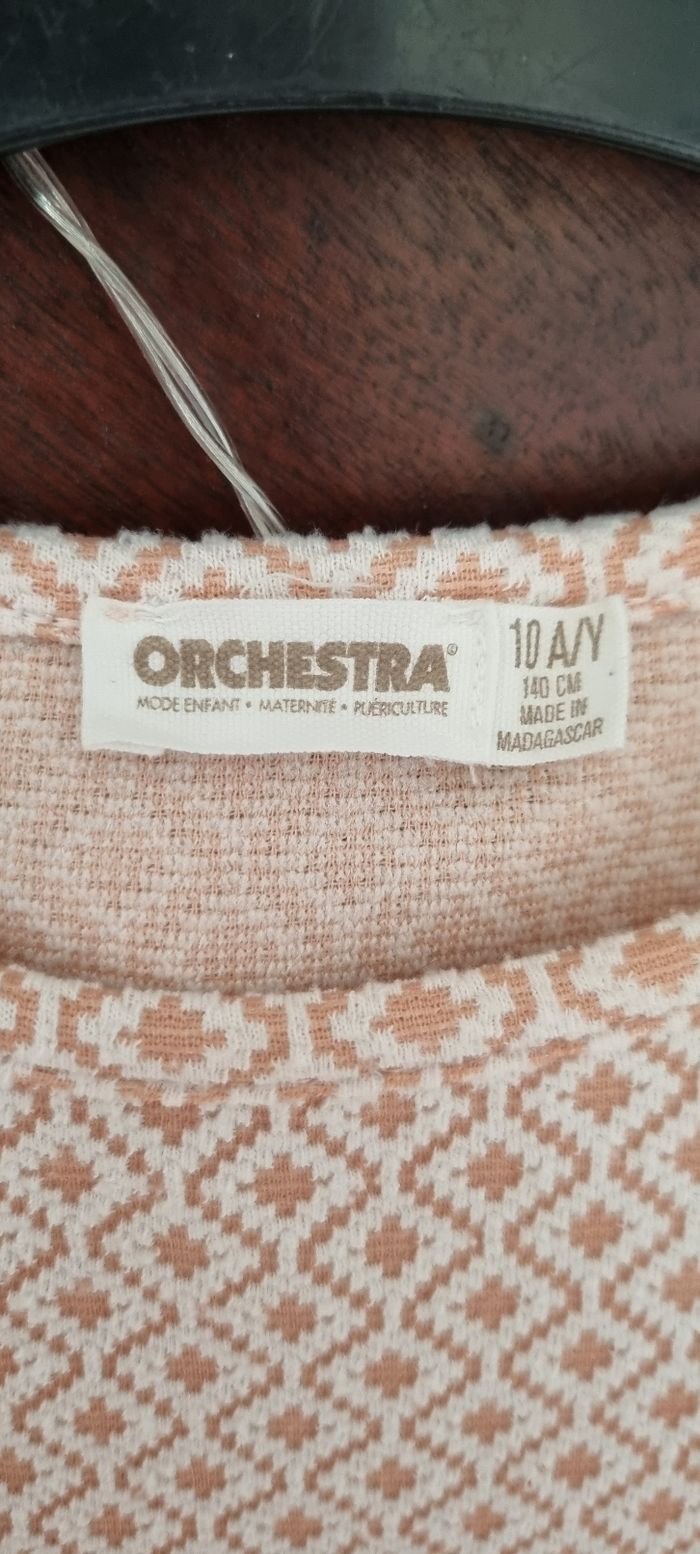 ORCHESTRA®
MODE ENFANT • MATERNITÉ • PUÉRICULTURE
10 A/Y
140 CM
MADE IN
MADAGASCAR